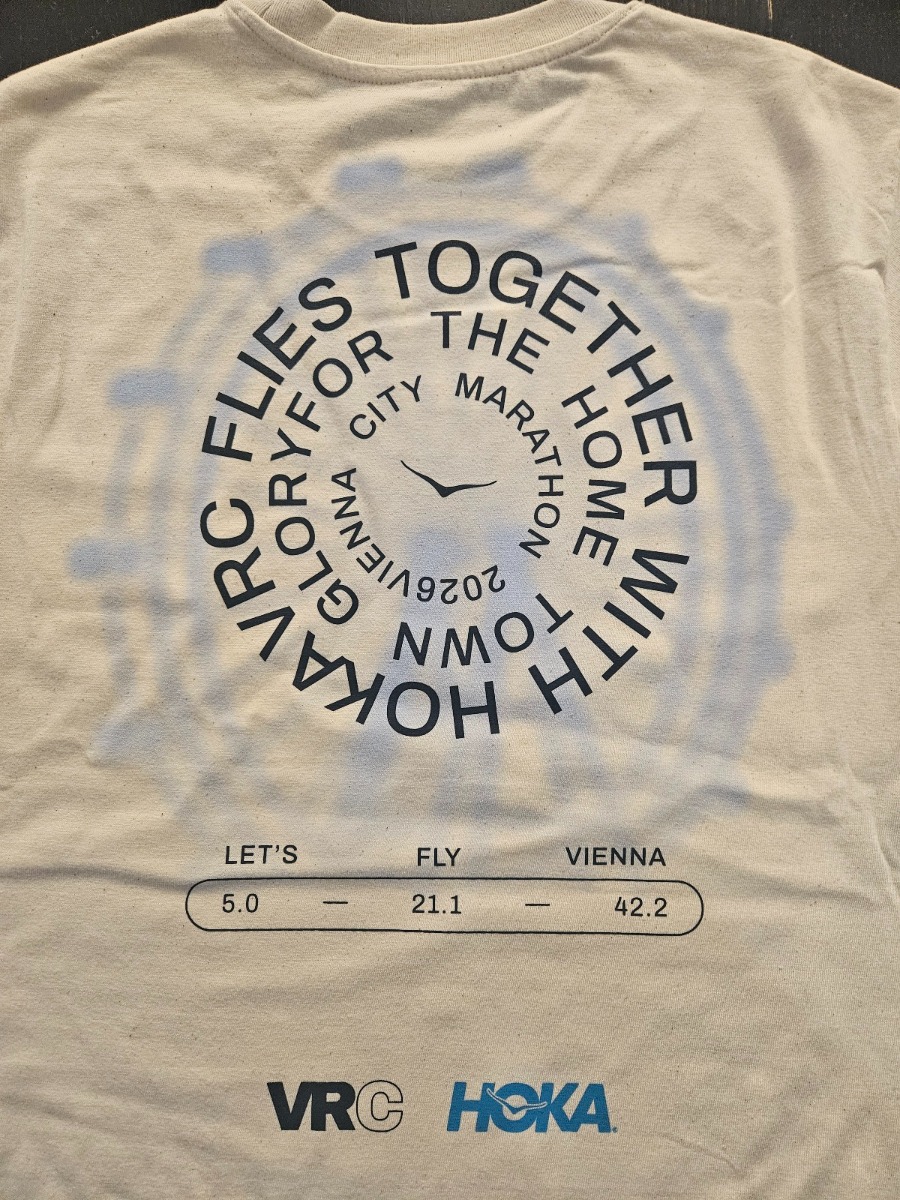 VRC FLIES TOGETHER WITH HOKA
FOR THE HOME TOWN GLORY
VIENNA CITY MARATHON 2026
LET'S FLY VIENNA
5.0 — 21.1 — 42.2
VRC HOKA